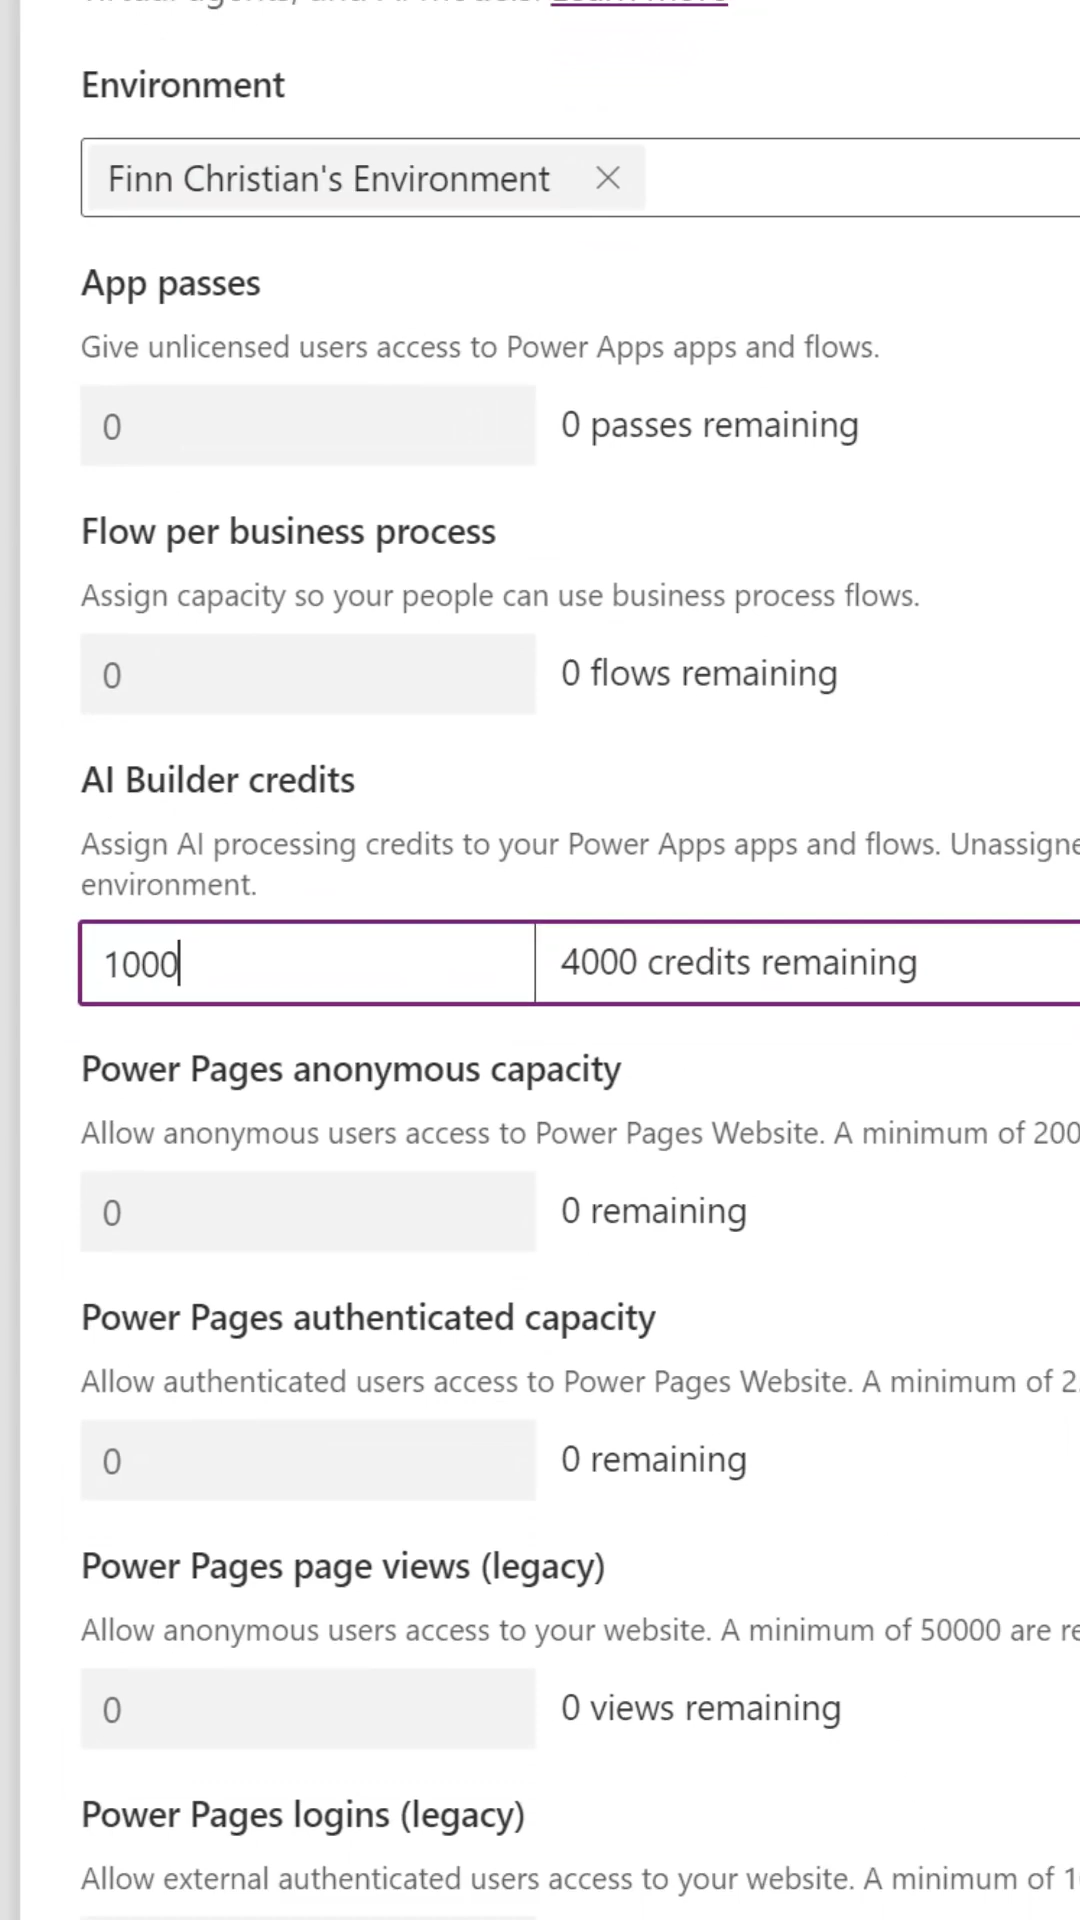 Environment
Finn Christian's Environment
App passes
Give unlicensed users access to Power Apps apps and flows.
0 0 passes remaining
Flow per business process
Assign capacity so your people can use business process flows.
0 0 flows remaining
AI Builder credits
Assign AI processing credits to your Power Apps apps and flows. Unassigne
environment.
1000 4000 credits remaining
Power Pages anonymous capacity
Allow anonymous users access to Power Pages Website. A minimum of 200
0 0 remaining
Power Pages authenticated capacity
Allow authenticated users access to Power Pages Website. A minimum of 2
0 0 remaining
Power Pages page views (legacy)
Allow anonymous users access to your website. A minimum of 50000 are re
0 0 views remaining
Power Pages logins (legacy)
Allow external authenticated users access to your website. A minimum of 1